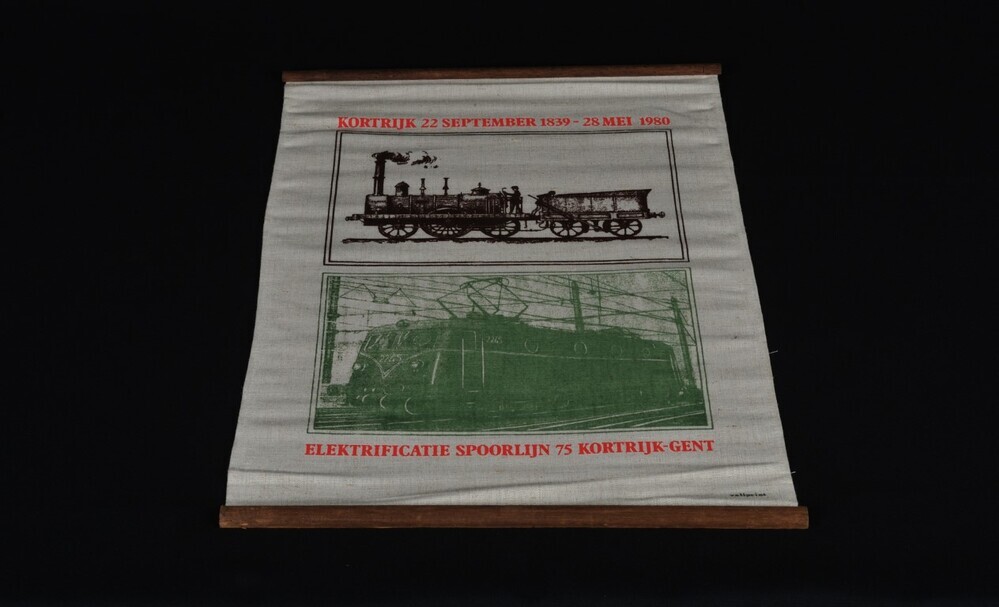 KORTRIJK 22 SEPTEMBER 1839 - 28 MEI 1980
ELEKTRIFICATIE SPOORLIJN 75 KORTRIJK-GENT